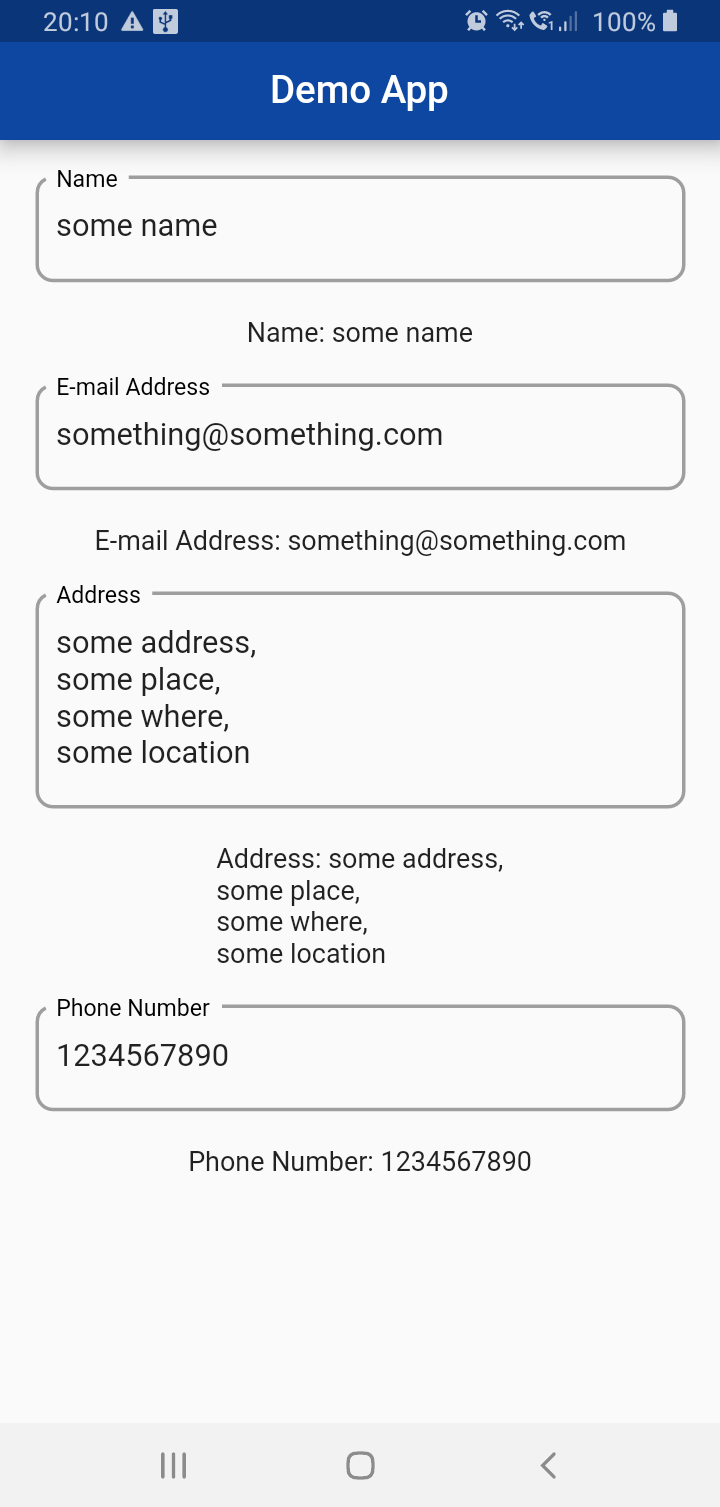 20:10 100%
Demo App
Name
some name
Name: some name
E-mail Address
something@something.com
E-mail Address: something@something.com
Address
some address,
some place,
some where,
some location
Address: some address,
some place,
some where,
some location
Phone Number
1234567890
Phone Number: 1234567890